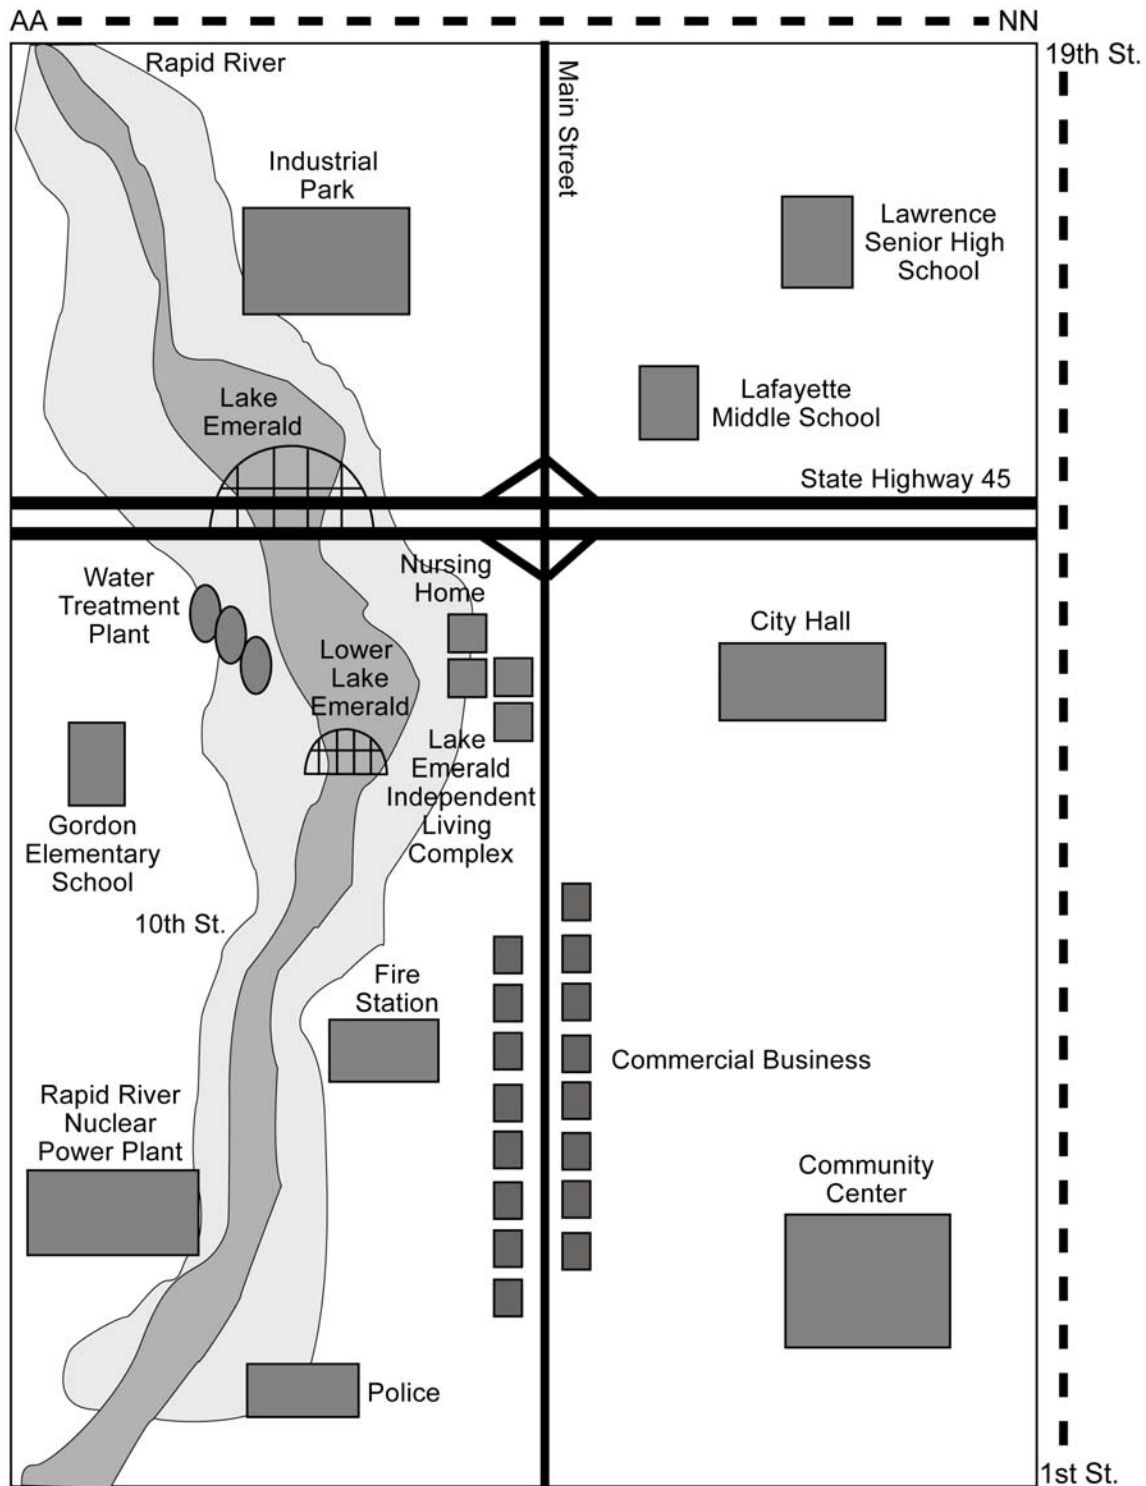 AA
NN
19th St.
Rapid River
Main Street
Industrial
Park
Lawrence
Senior High
School
Lafayette
Middle School
Lake
Emerald
State Highway 45
Nursing
Home
Water
Treatment
Plant
City Hall
Lower
Lake
Emerald
Lake
Emerald
Independent
Living
Complex
Gordon
Elementary
School
10th St.
Fire
Station
Commercial Business
Rapid River
Nuclear
Power Plant
Community
Center
Police
1st St.